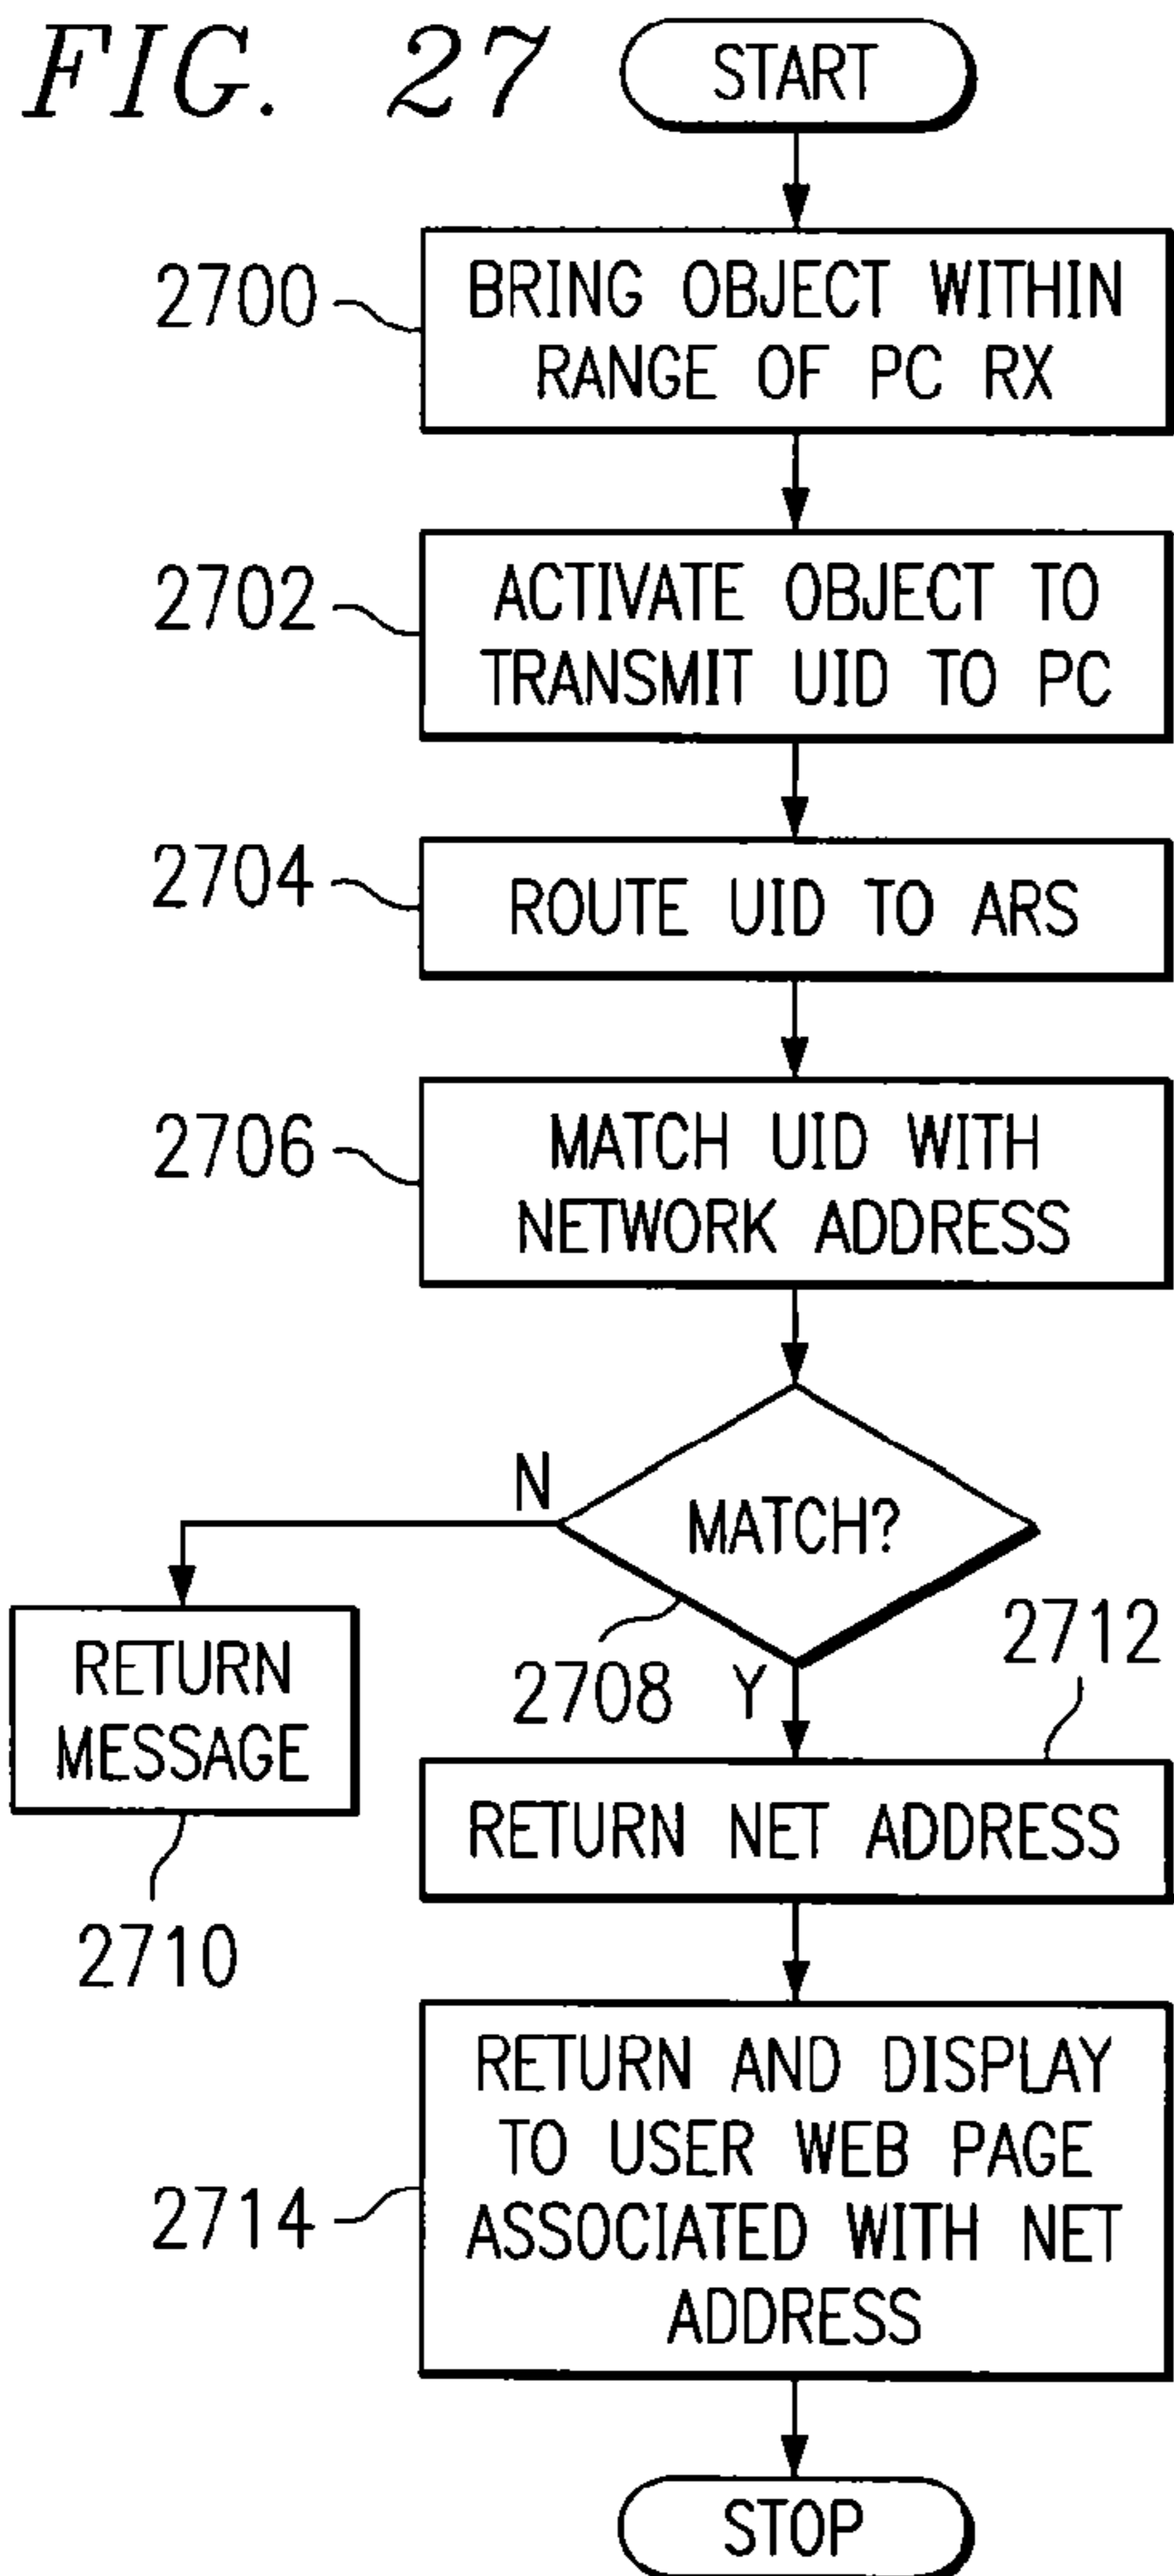 FIG. 27
START
2700
BRING OBJECT WITHIN
RANGE OF PC RX
2702
ACTIVATE OBJECT TO
TRANSMIT UID TO PC
2704
ROUTE UID TO ARS
2706
MATCH UID WITH
NETWORK ADDRESS
N
MATCH?
2708
Y
2712
RETURN
MESSAGE
2710
RETURN NET ADDRESS
2714
RETURN AND DISPLAY
TO USER WEB PAGE
ASSOCIATED WITH NET
ADDRESS
STOP